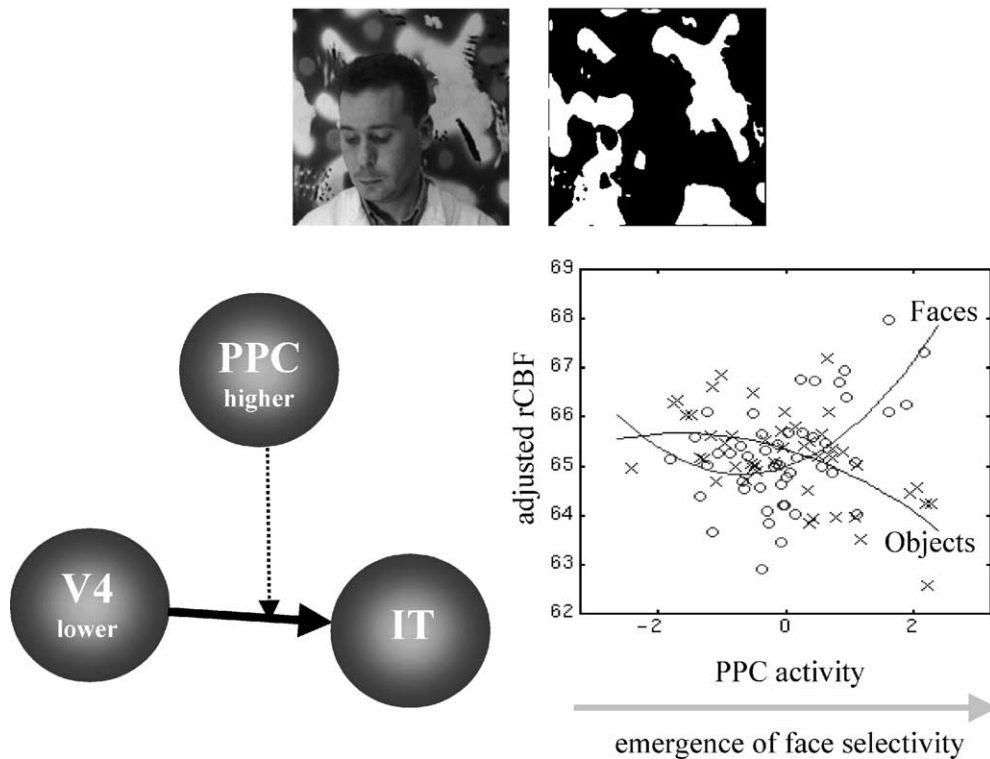 PPC
higher
V4
lower
IT
69
68
67
66
65
64
63
62
adjusted rCBF
Faces
Objects
-2
0
2
PPC activity
emergence of face selectivity